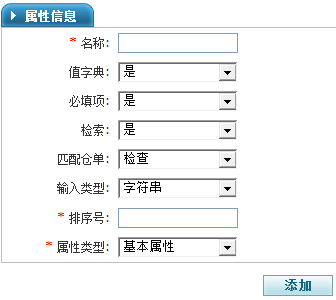 属性信息
* 名称:
值字典: 是
必填项: 是
检索: 是
匹配仓单: 检查
输入类型: 字符串
* 排序号:
* 属性类型: 基本属性
添加